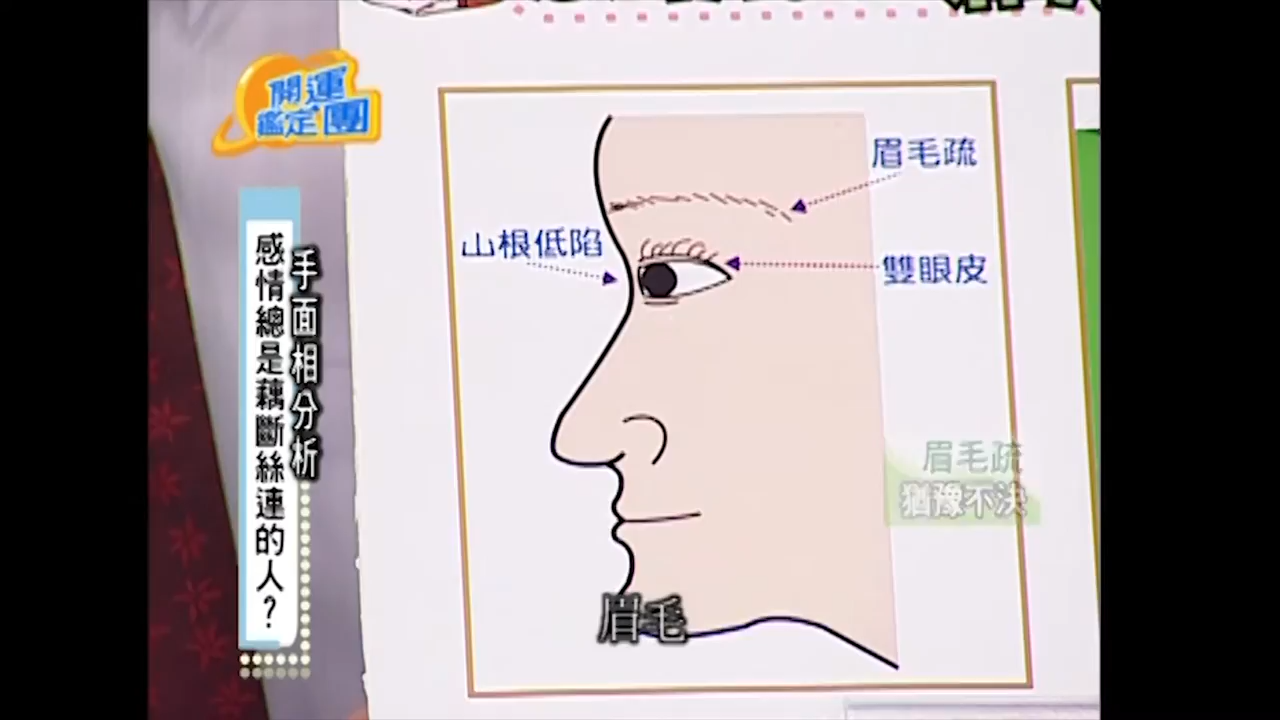 開運
鑑定團
手面相分析
感情總是藕斷絲連的人?
眉毛疏
山根低陷
雙眼皮
眉毛疏
猶豫不決
眉毛